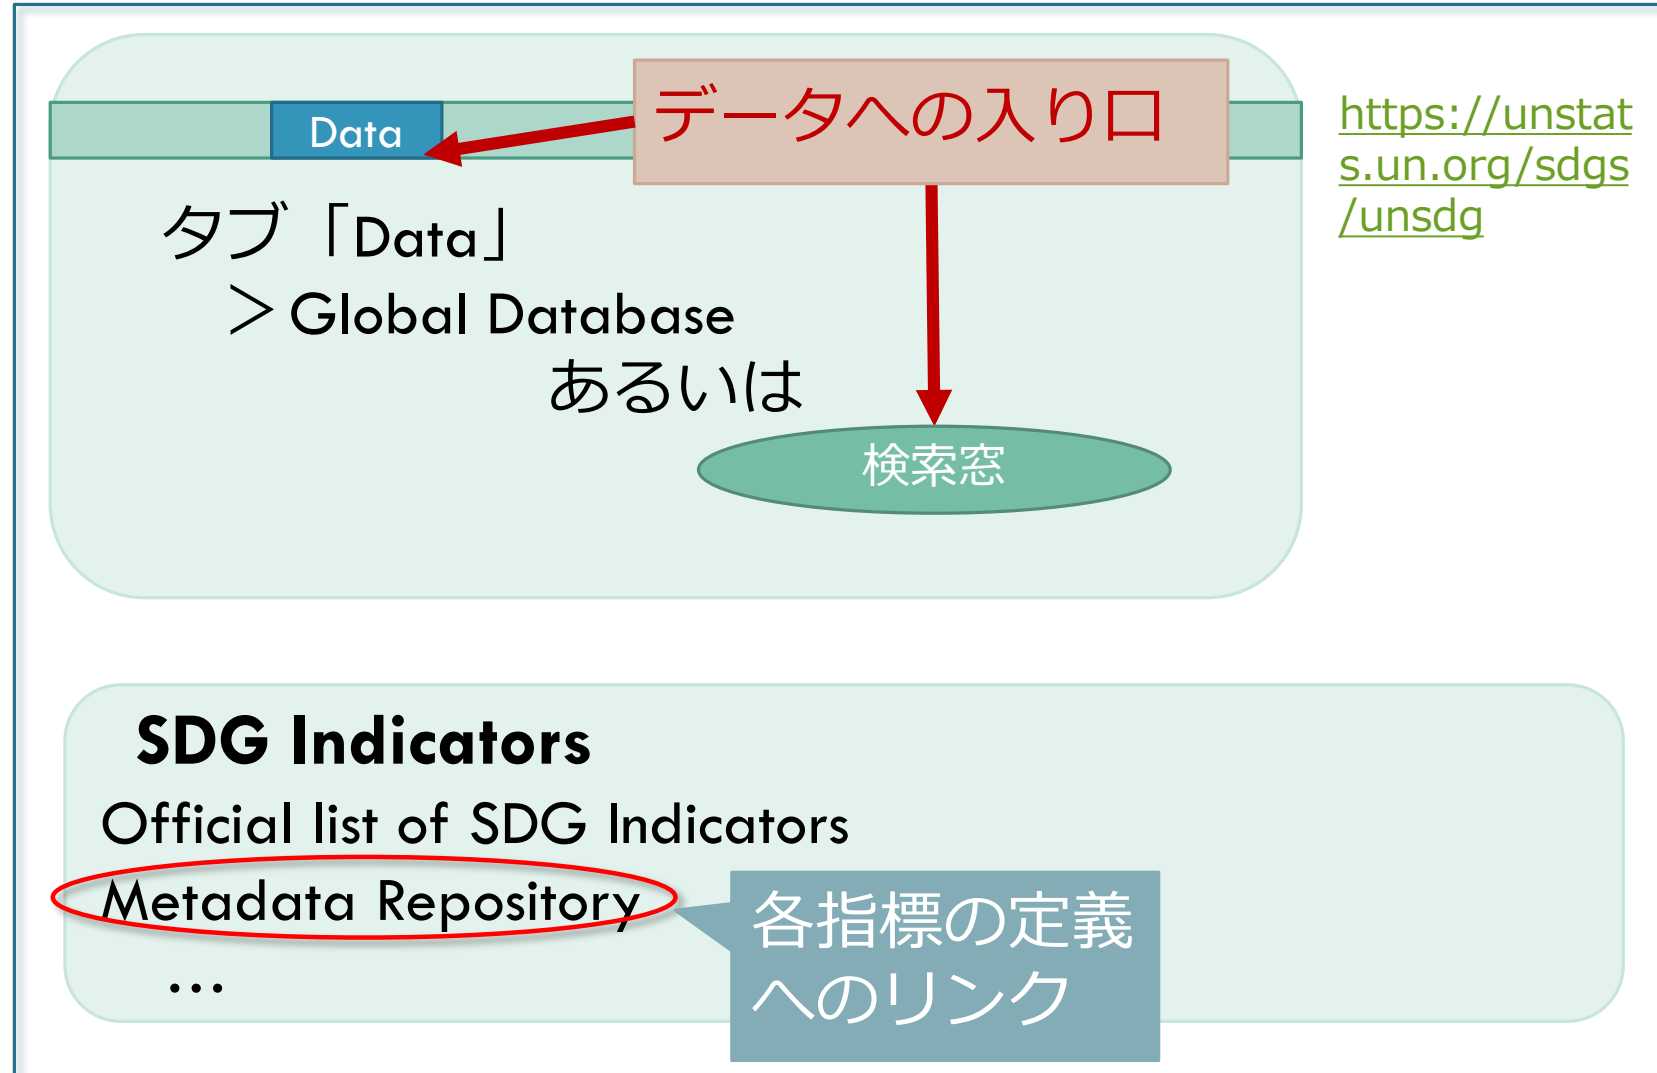 データへの入り口
Data
https://unstat
s.un.org/sdgs
/unsdg
タブ「Data」
＞Global Database
あるいは
検索窓
SDG Indicators
Official list of SDG Indicators
Metadata Repository
…
各指標の定義
へのリンク